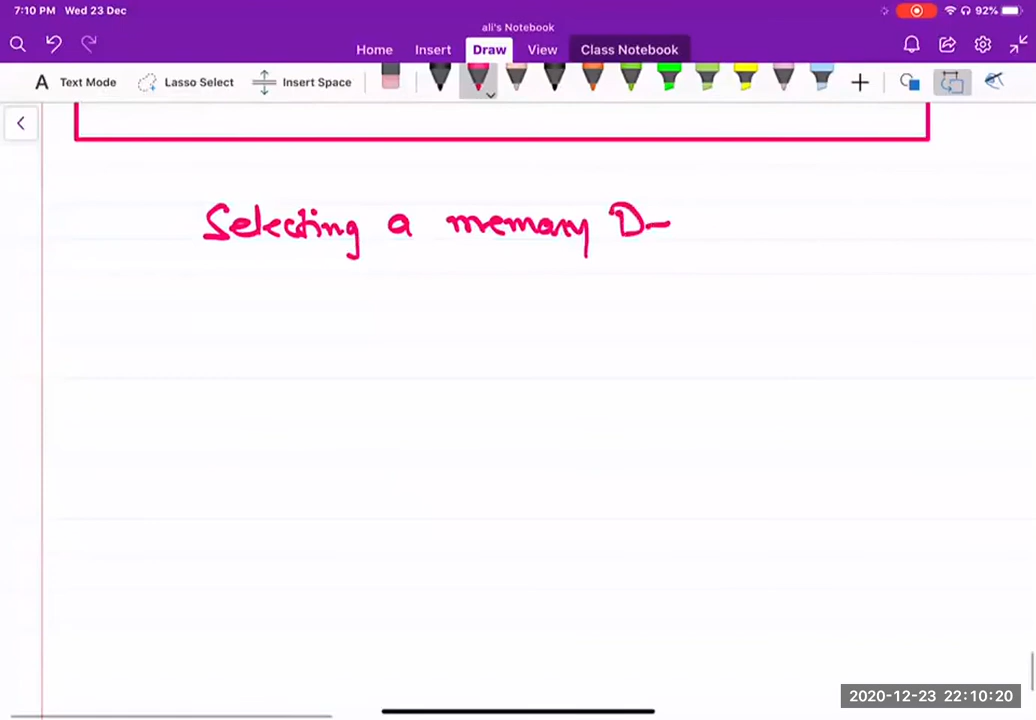 7:10 PM Wed 23 Dec
92%
ali's Notebook
Home Insert Draw View Class Notebook
A Text Mode Lasso Select Insert Space
Selecting a memory D-
2020-12-23 22:10:20